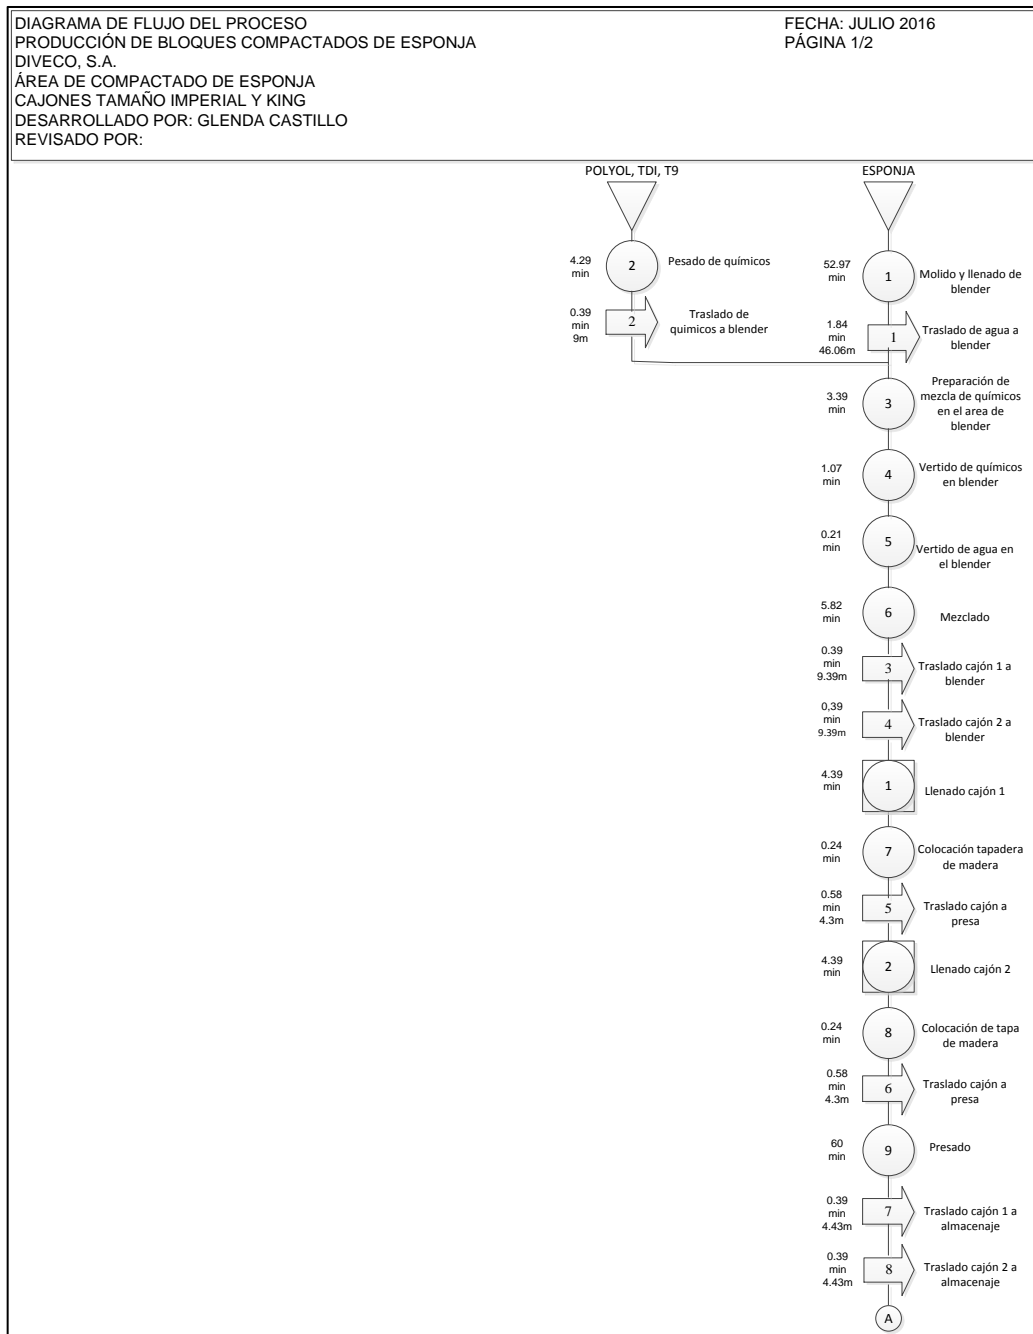 DIAGRAMA DE FLUJO DEL PROCESO
FECHA: JULIO 2016
PRODUCCIÓN DE BLOQUES COMPACTADOS DE ESPONJA
PÁGINA 1/2
DIVECO, S.A.
ÁREA DE COMPACTADO DE ESPONJA
CAJONES TAMAÑO IMPERIAL Y KING
DESARROLLADO POR: GLENDA CASTILLO
REVISADO POR:
POLYOL, TDI, T9
ESPONJA
4.29
min
2
Pesado de químicos
52.97
min
1
Molido y llenado de
blender
0.39
min
9m
2
Traslado de
quimicos a blender
1.84
min
46.06m
1
Traslado de agua a
blender
3.39
min
3
Preparación de
mezcla de químicos
en el area de
blender
1.07
min
4
Vertido de químicos
en blender
0.21
min
5
Vertido de agua en
el blender
5.82
min
6
Mezclado
0.39
min
9.39m
3
Traslado cajón 1 a
blender
0,39
min
9.39m
4
Traslado cajón 2 a
blender
4.39
min
1
Llenado cajón 1
0.24
min
7
Colocación tapadera
de madera
0.58
min
4.3m
5
Traslado cajón a
presa
4.39
min
2
Llenado cajón 2
0.24
min
8
Colocación de tapa
de madera
0.58
min
4.3m
6
Traslado cajón a
presa
60
min
9
Presado
0.39
min
4.43m
7
Traslado cajón 1 a
almacenaje
0.39
min
4.43m
8
Traslado cajón 2 a
almacenaje
A